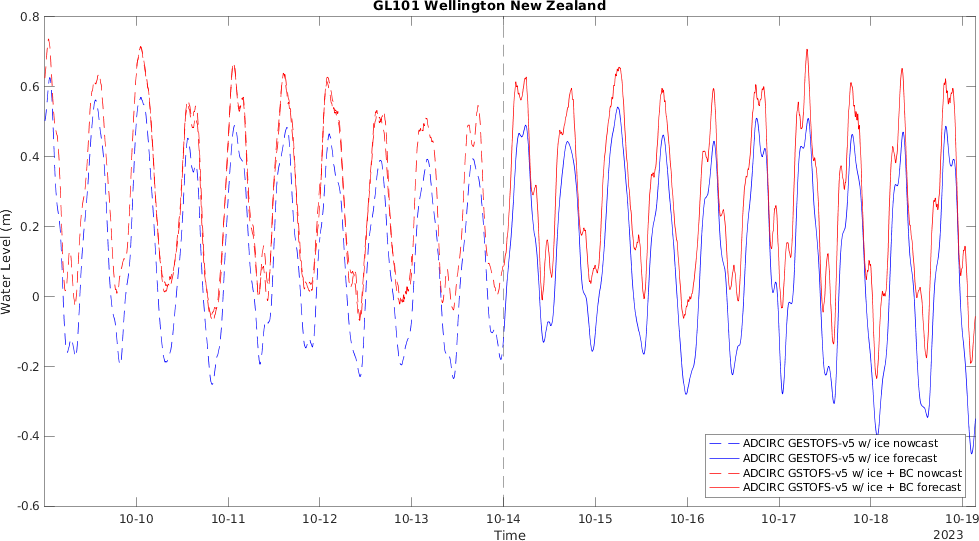 GL101 Wellington New Zealand
Water Level (m)
0.8
0.6
0.4
0.2
0
-0.2
-0.4
-0.6
ADCIRC GESTOFS-v5 w/ ice nowcast
ADCIRC GESTOFS-v5 w/ ice forecast
ADCIRC GSTOFS-v5 w/ ice + BC nowcast
ADCIRC GSTOFS-v5 w/ ice + BC forecast
10-10 10-11 10-12 10-13 10-14 10-15 10-16 10-17 10-18 10-19
Time
2023